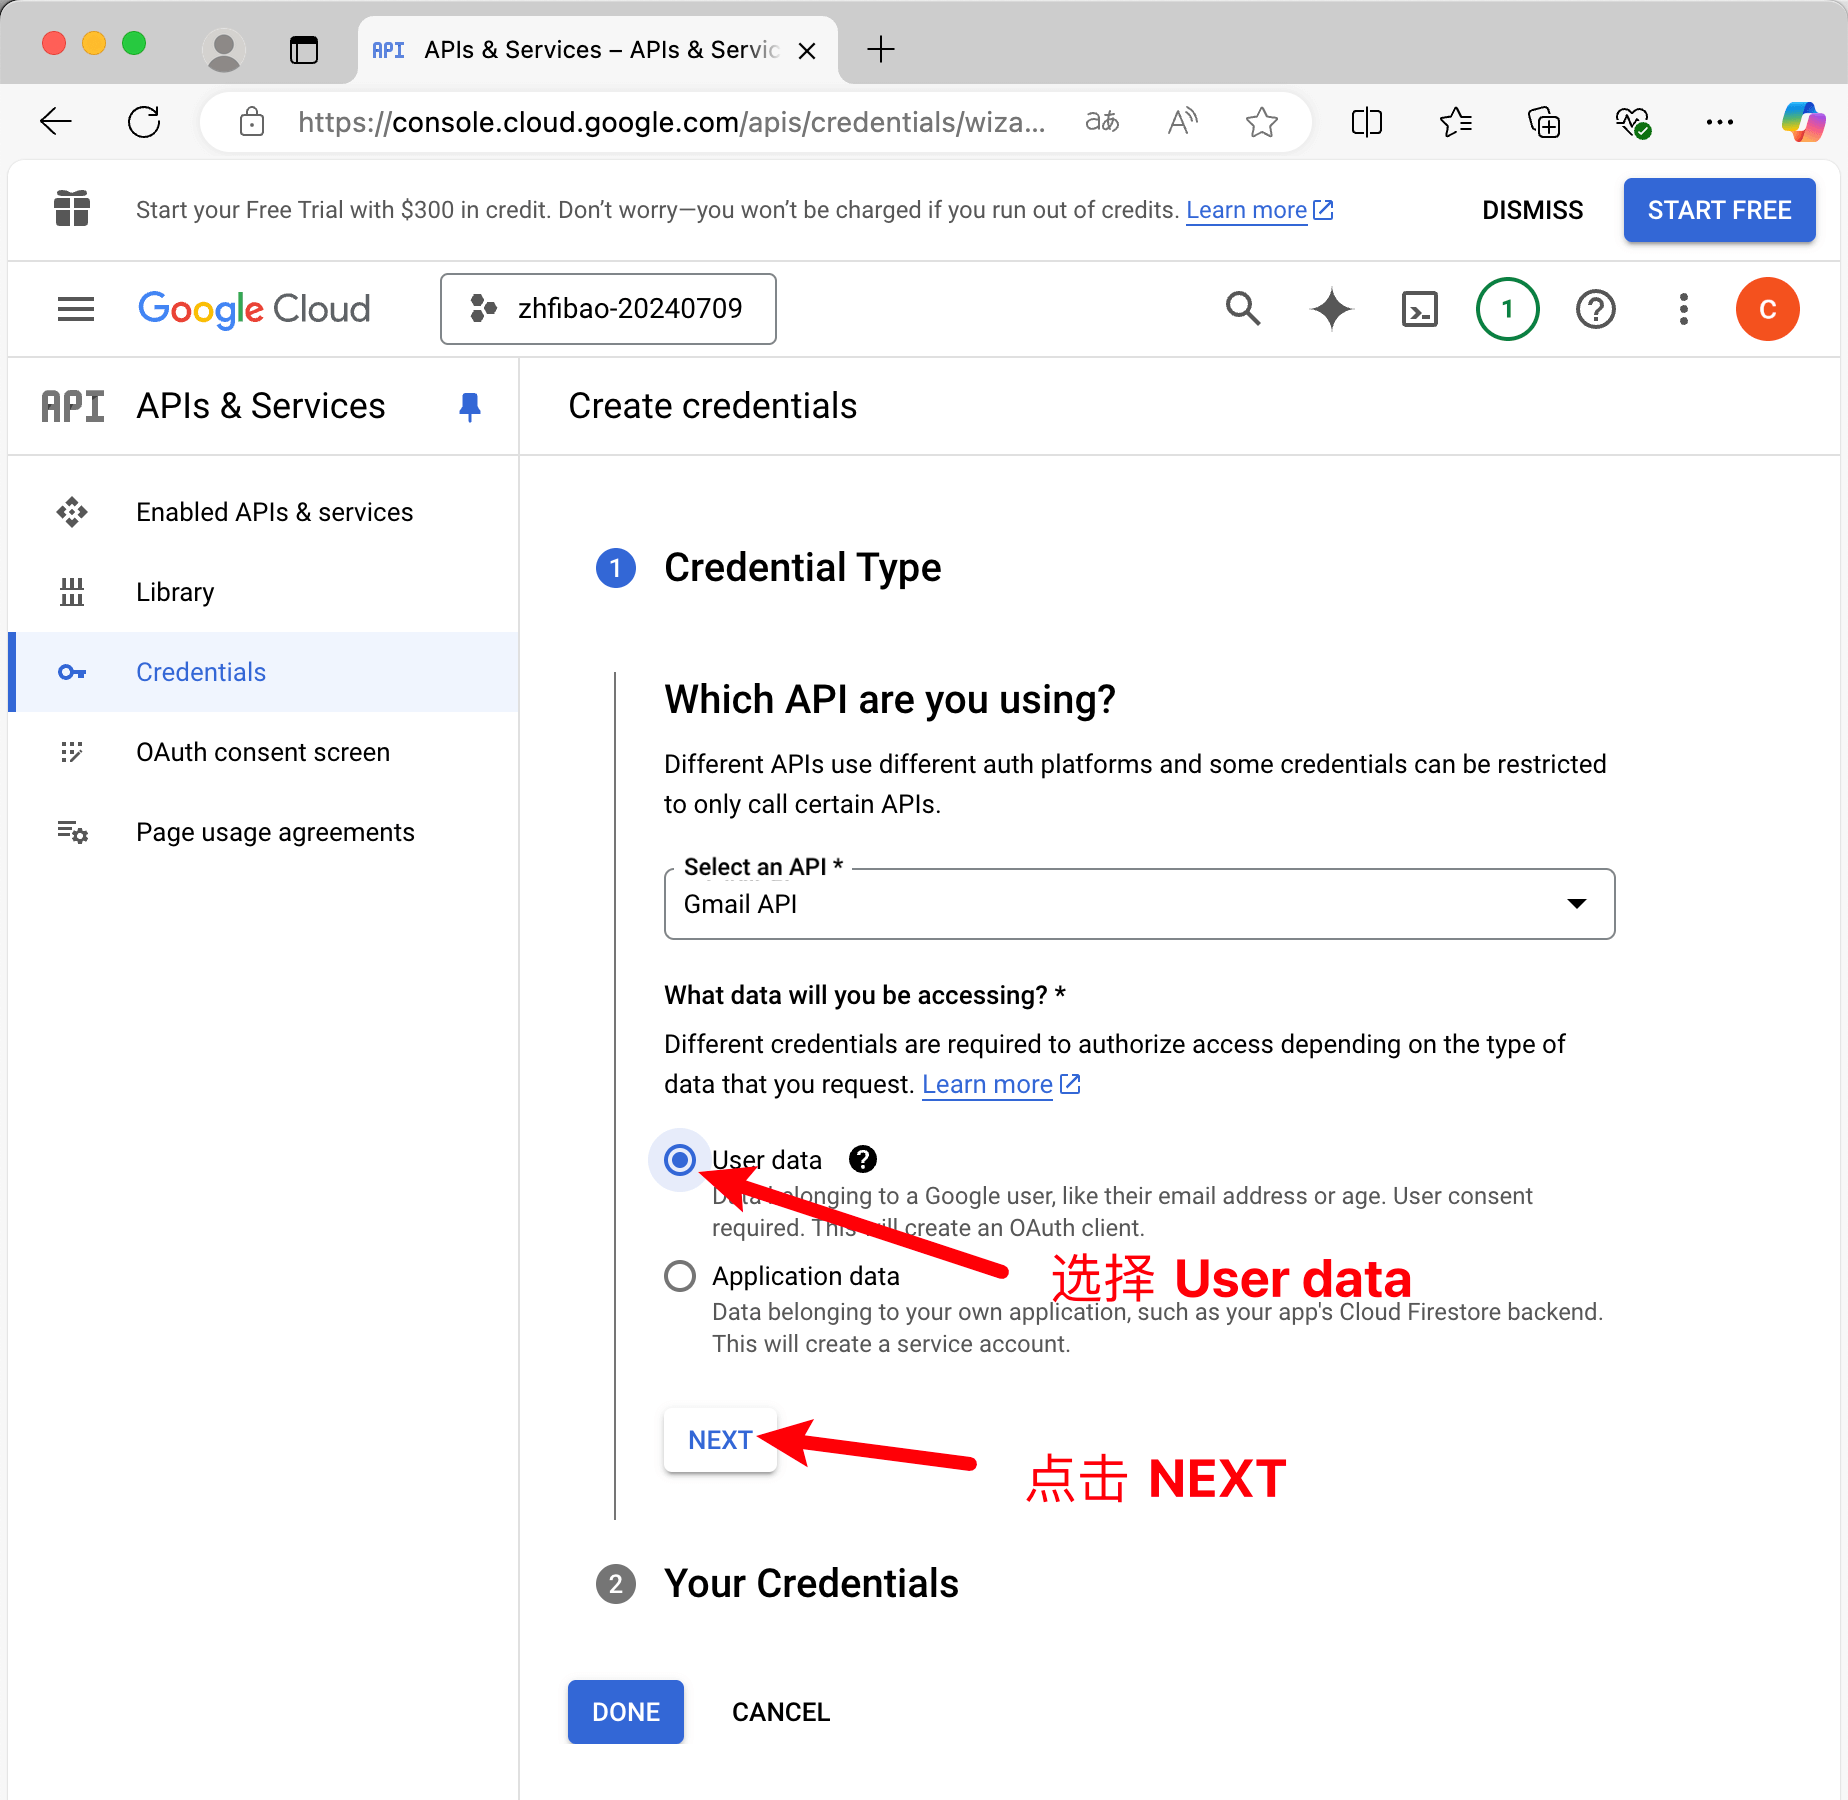 API APIs & Services – APIs & Servic
https://console.cloud.google.com/apis/credentials/wiza...
aあ
A
Start your Free Trial with $300 in credit. Don’t worry—you won’t be charged if you run out of credits. Learn more
DISMISS
START FREE
Google Cloud
zhfibao-20240709
1
?
C
API APIs & Services
Create credentials
Enabled APIs & services
Library
Credentials
OAuth consent screen
Page usage agreements
1 Credential Type
Which API are you using?
Different APIs use different auth platforms and some credentials can be restricted
to only call certain APIs.
Select an API *
Gmail API
What data will you be accessing? *
Different credentials are required to authorize access depending on the type of
data that you request. Learn more
User data ?
Data belonging to a Google user, like their email address or age. User consent
required. This will create an OAuth client.
选择 User data
Application data
Data belonging to your own application, such as your app's Cloud Firestore backend.
This will create a service account.
NEXT
点击 NEXT
2 Your Credentials
DONE
CANCEL